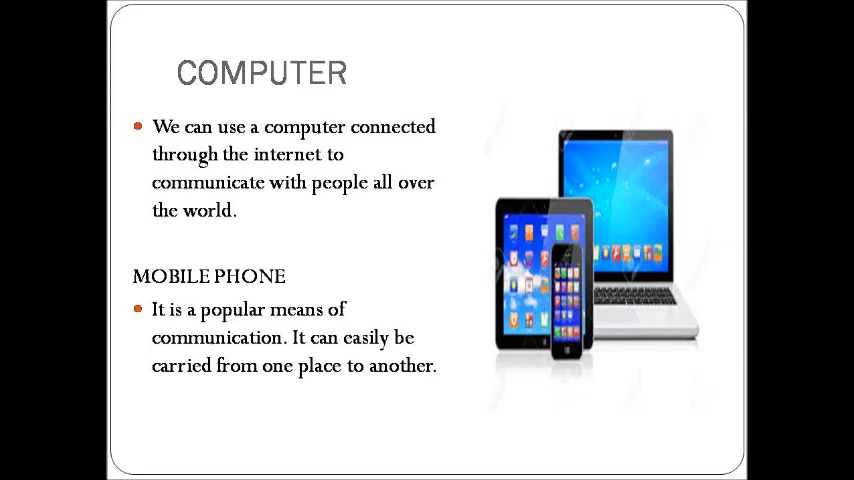 COMPUTER
We can use a computer connected
through the internet to
communicate with people all over
the world.
MOBILE PHONE
It is a popular means of
communication. It can easily be
carried from one place to another.